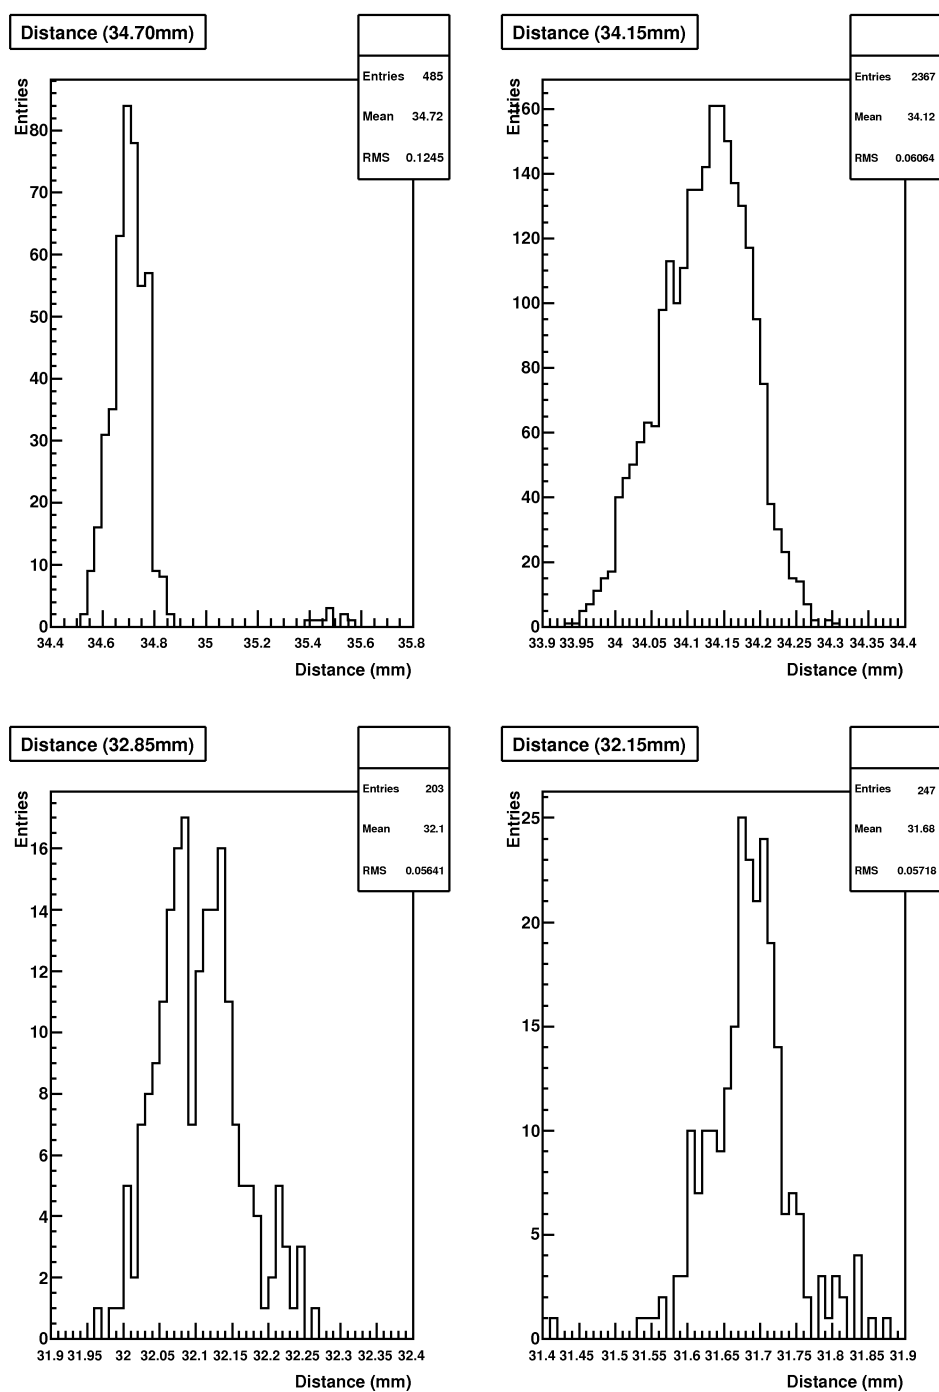 Distance (34.70mm)
Entries 485
Mean 34.72
RMS 0.1245
Entries
80
70
60
50
40
30
20
10
0
34.4 34.6 34.8 35 35.2 35.4 35.6 35.8
Distance (mm)
Distance (34.15mm)
Entries 2367
Mean 34.12
RMS 0.06064
Entries
160
140
120
100
80
60
40
20
0
33.9 33.95 34 34.05 34.1 34.15 34.2 34.25 34.3 34.35 34.4
Distance (mm)
Distance (32.85mm)
Entries 203
Mean 32.1
RMS 0.05641
Entries
16
14
12
10
8
6
4
2
0
31.9 31.95 32 32.05 32.1 32.15 32.2 32.25 32.3 32.35 32.4
Distance (mm)
Distance (32.15mm)
Entries 247
Mean 31.68
RMS 0.05718
Entries
25
20
15
10
5
0
31.4 31.45 31.5 31.55 31.6 31.65 31.7 31.75 31.8 31.85 31.9
Distance (mm)